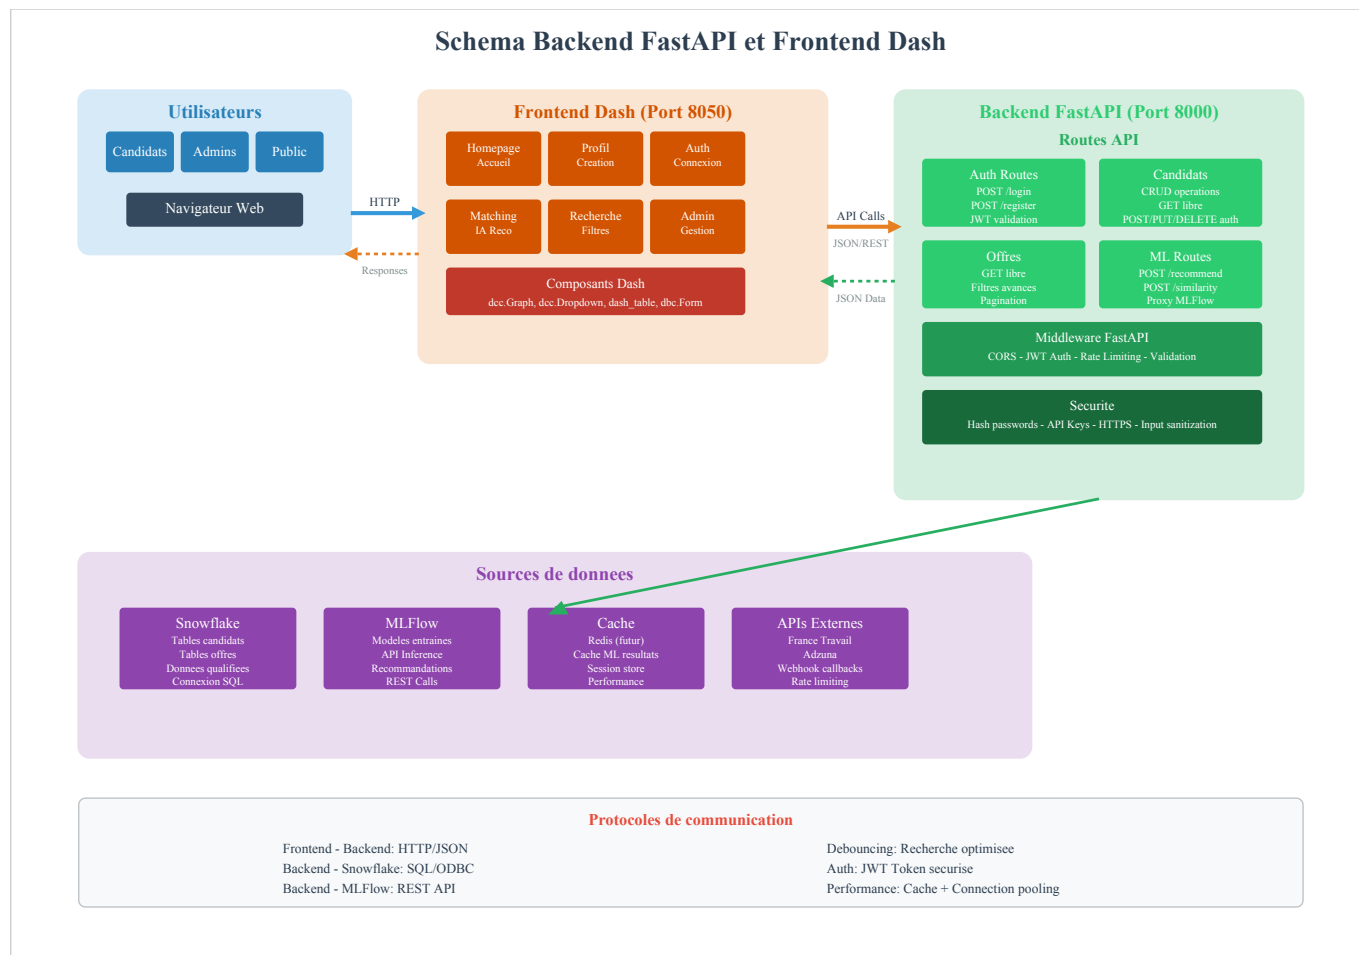 Schema Backend FastAPI et Frontend Dash
Utilisateurs
Candidats
Admins
Public
Navigateur Web
HTTP
Responses
Frontend Dash (Port 8050)
Homepage
Accueil
Profil
Creation
Auth
Connexion
Matching
IA Reco
Recherche
Filtres
Admin
Gestion
Composants Dash
dcc.Graph, dcc.Dropdown, dash_table, dbc.Form
API Calls
JSON/REST
JSON Data
Backend FastAPI (Port 8000)
Routes API
Auth Routes
POST /login
POST /register
JWT validation
Candidats
CRUD operations
GET libre
POST/PUT/DELETE auth
Offres
GET libre
Filtres avances
Pagination
ML Routes
POST /recommend
POST /similarity
Proxy MLFlow
Middleware FastAPI
CORS - JWT Auth - Rate Limiting - Validation
Securite
Hash passwords - API Keys - HTTPS - Input sanitization
Sources de donnees
Snowflake
Tables candidats
Tables offres
Donnees qualifiees
Connexion SQL
MLFlow
Modeles entraines
API Inference
Recommandations
REST Calls
Cache
Redis (futur)
Cache ML resultats
Session store
Performance
APIs Externes
France Travail
Adzuna
Webhook callbacks
Rate limiting
Protocoles de communication
Frontend - Backend: HTTP/JSON
Backend - Snowflake: SQL/ODBC
Backend - MLFlow: REST API
Debouncing: Recherche optimisee
Auth: JWT Token securise
Performance: Cache + Connection pooling